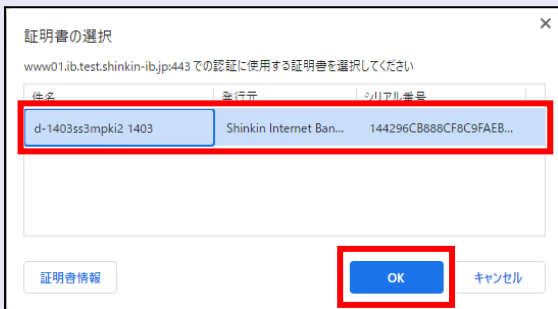 証明書の選択
www01.ib.test.shinkin-ib.jp:443 での認証に使用する証明書を選択してください
件名 発行元 シリアル番号
d-1403ss3mpki2 1403 Shinkin Internet Ban... 144296CB888CF8C9FAEB...
証明書情報 OK キャンセル